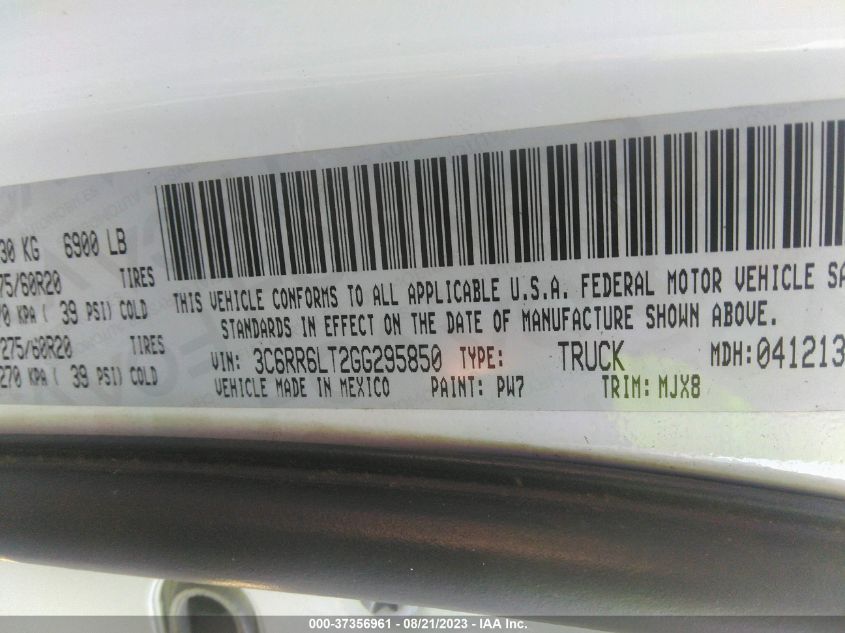 30 KG 6900 LB
75/60R20 TIRES
70 KPA ( 39 PSI) COLD
275/60R20 TIRES
270 KPA ( 39 PSI) COLD
THIS VEHICLE CONFORMS TO ALL APPLICABLE U.S.A. FEDERAL MOTOR VEHICLE SA
STANDARDS IN EFFECT ON THE DATE OF MANUFACTURE SHOWN ABOVE.
VIN: 3C6RR6LT2GG295850 TYPE: TRUCK MDH:041213
VEHICLE MADE IN MEXICO PAINT: PW7 TRIM: MJX8
000-37356961 - 08/21/2023 - IAA Inc.